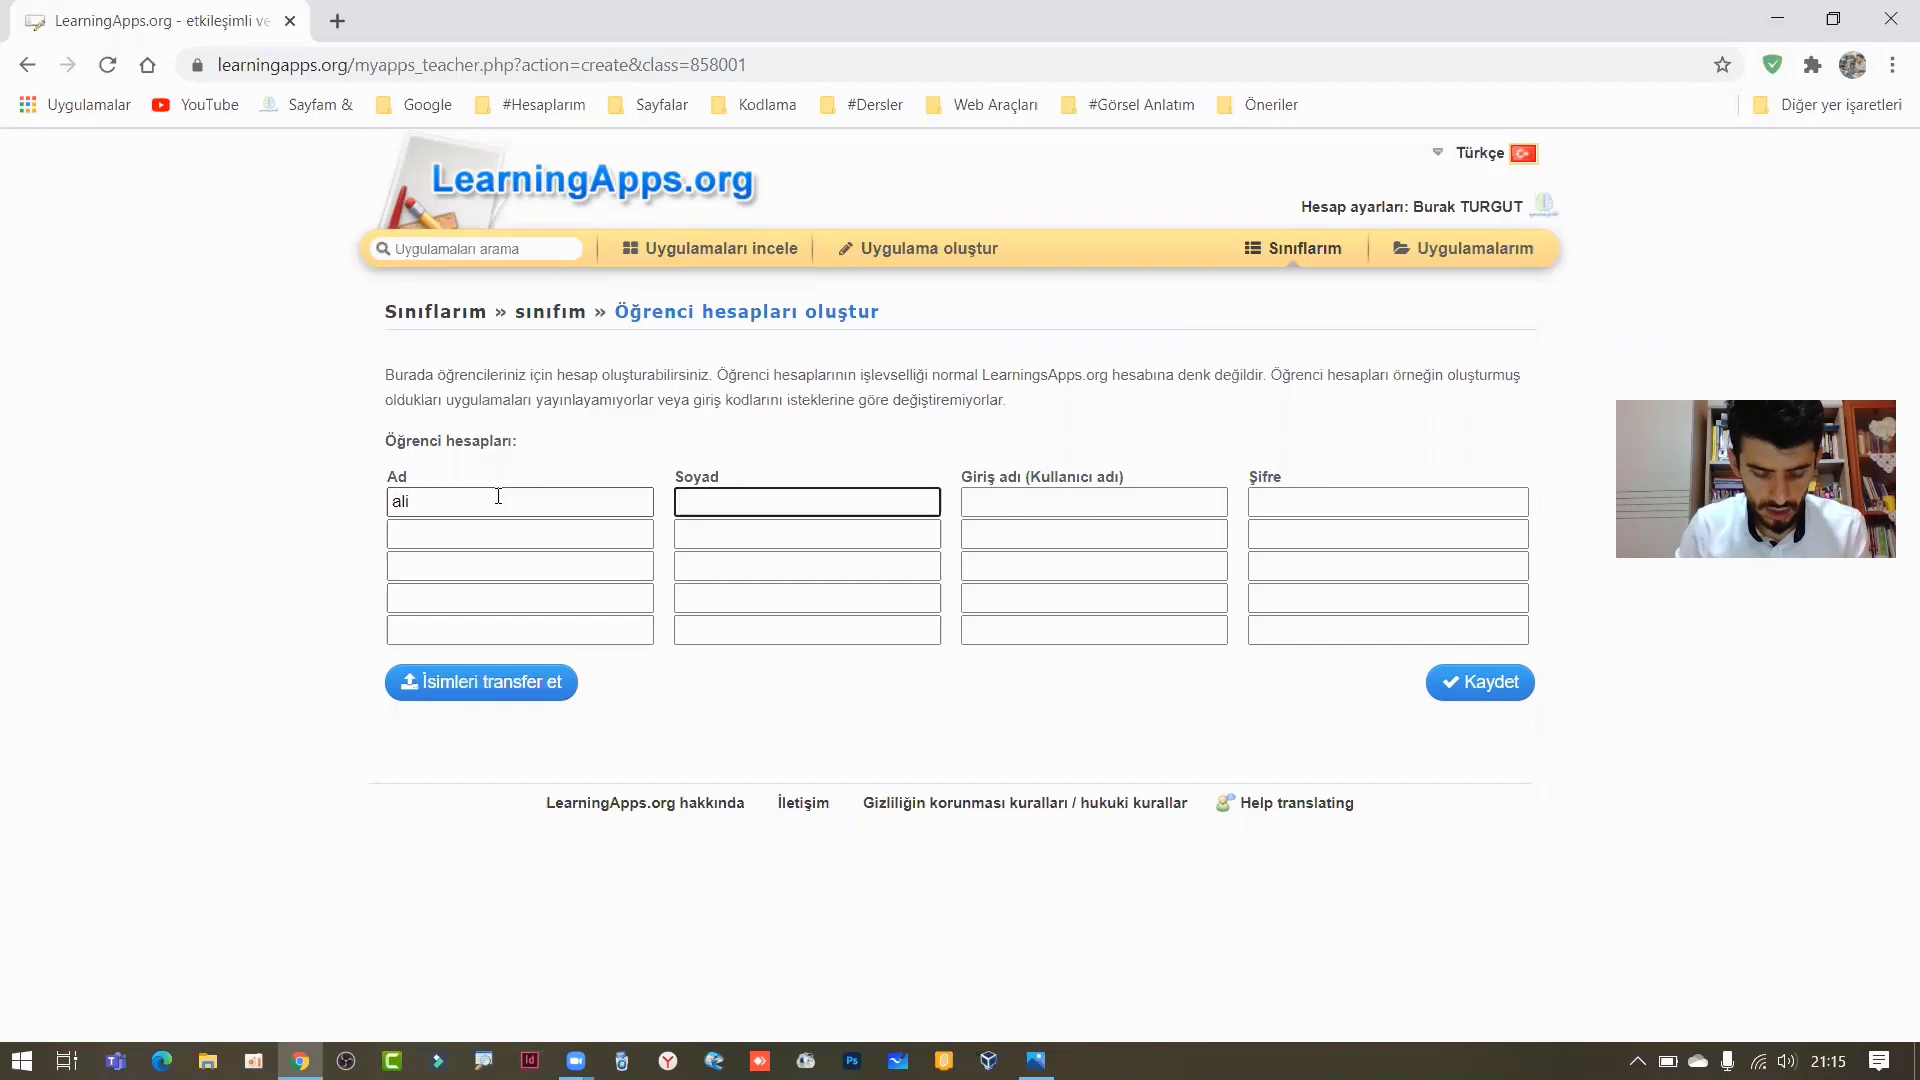 LearningApps.org - etkileşimli ve
learningapps.org/myapps_teacher.php?action=create&class=858001
Uygulamalar YouTube Sayfam & Google #Hesaplarım Sayfalar Kodlama #Dersler Web Araçları #Görsel Anlatım Öneriler Diğer yer işaretleri
LearningApps.org
Türkçe
Hesap ayarları: Burak TURGUT
Uygulamaları arama Uygulamaları incele Uygulama oluştur Sınıflarım Uygulamalarım
Sınıflarım » sınıfım » Öğrenci hesapları oluştur
Burada öğrencileriniz için hesap oluşturabilirsiniz. Öğrenci hesaplarının işlevselliği normal LearningsApps.org hesabına denk değildir. Öğrenci hesapları örneğin oluşturmuş
oldukları uygulamaları yayınlayamıyorlar veya giriş kodlarını isteklerine göre değiştiremiyorlar.
Öğrenci hesapları:
Ad Soyad Giriş adı (Kullanıcı adı) Şifre
ali
İsimleri transfer et Kaydet
LearningApps.org hakkında İletişim Gizliliğin korunması kuralları / hukuki kurallar Help translating
21:15